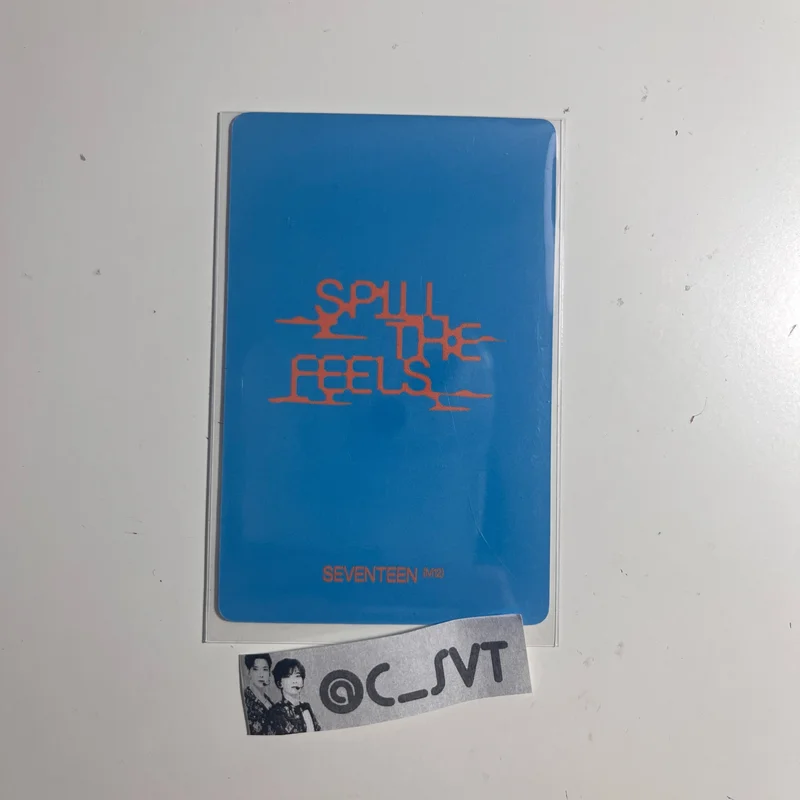 SPILL
THE
FEELS
SEVENTEEN
@C_SVT